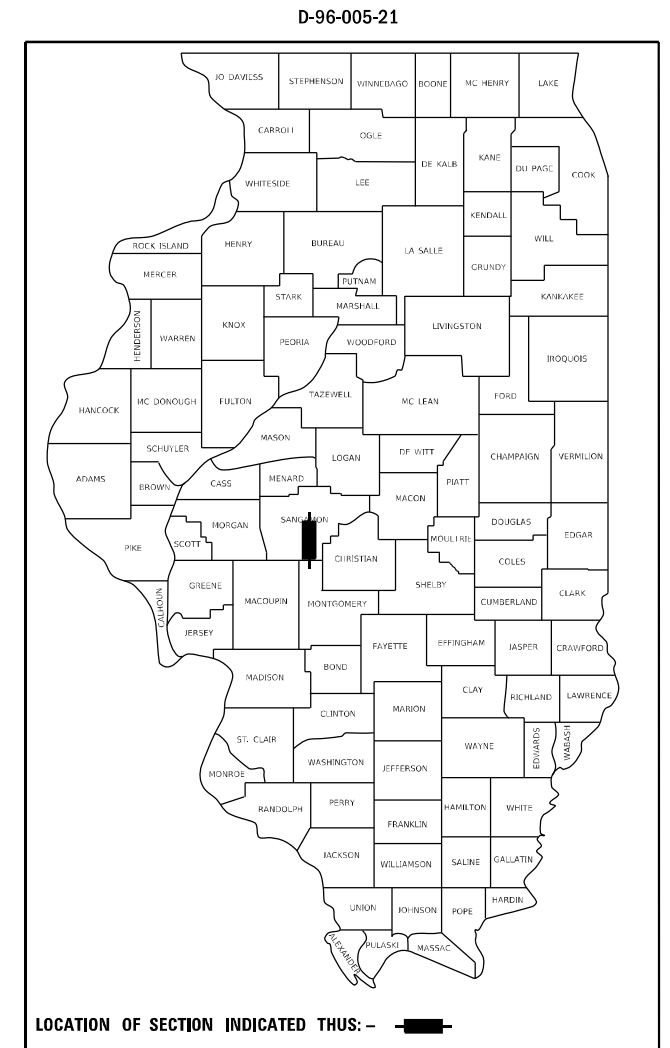 D-96-005-21
JO DAVIESS
STEPHENSON
WINNEBAGO
BOONE
MC HENRY
LAKE
CARROLL
OGLE
DE KALB
KANE
DU PAGE
COOK
WHITESIDE
LEE
KENDALL
WILL
ROCK ISLAND
HENRY
BUREAU
LA SALLE
GRUNDY
MERCER
PUTNAM
STARK
MARSHALL
KANKAKEE
HENDERSON
WARREN
KNOX
PEORIA
WOODFORD
LIVINGSTON
IROQUOIS
HANCOCK
MC DONOUGH
FULTON
TAZEWELL
MC LEAN
FORD
MASON
SCHUYLER
LOGAN
DE WITT
CHAMPAIGN
VERMILION
ADAMS
BROWN
CASS
MENARD
PIATT
MACON
PIKE
SCOTT
MORGAN
SANGAMON
CHRISTIAN
MOULTRIE
DOUGLAS
EDGAR
COLES
SHELBY
CALHOUN
GREENE
MACOUPIN
MONTGOMERY
CUMBERLAND
CLARK
JERSEY
FAYETTE
EFFINGHAM
JASPER
CRAWFORD
MADISON
BOND
CLAY
RICHLAND
LAWRENCE
CLINTON
MARION
ST. CLAIR
WAYNE
EDWARDS
WABASH
MONROE
WASHINGTON
JEFFERSON
RANDOLPH
PERRY
HAMILTON
WHITE
FRANKLIN
JACKSON
WILLIAMSON
SALINE
GALLATIN
UNION
JOHNSON
POPE
HARDIN
ALEXANDER
PULASKI
MASSAC
LOCATION OF SECTION INDICATED THUS: –